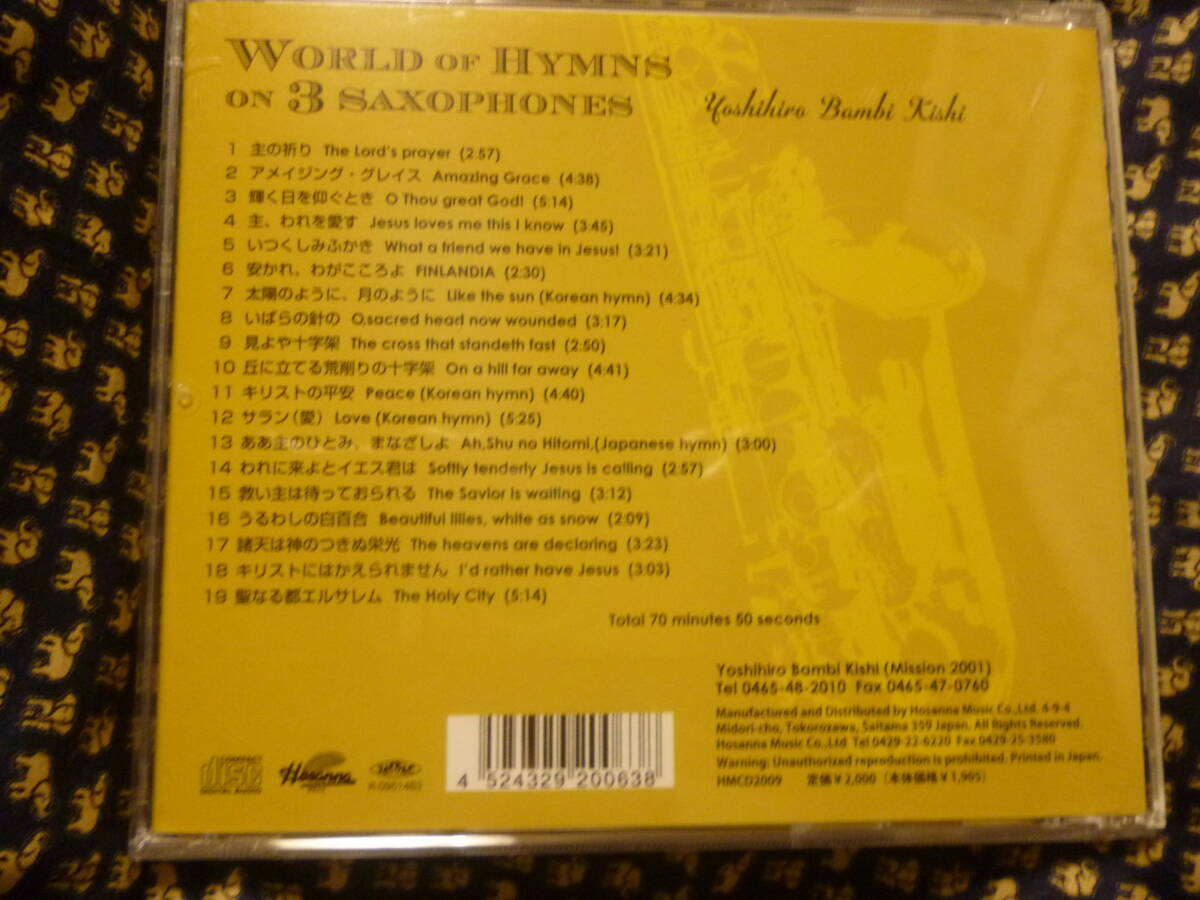 WORLD OF HYMNS
ON 3 SAXOPHONES
Yoshihiro Bambi Kishi
1 主の祈り The Lord's prayer (2:57)
2 アメイジング・グレイス Amazing Grace (4:38)
3 輝く日を仰ぐとき O Thou great God! (5:14)
4 主、われを愛す Jesus loves me this I know (3:45)
5 いつくしみふかき What a friend we have in Jesus! (3:21)
6 安かれ、わがこころよ FINLANDIA (2:30)
7 太陽のように、月のように Like the sun (Korean hymn) (4:34)
8 いばらの針の O,sacred hearl now wounded (3:17)
9 見よや十字架 The cross that standeth fast (2:50)
10 丘に立てる荒削りの十字架 On a hill far away (4:41)
11 キリストの平安 Peace (Korean hymn) (4:40)
12 サラン(愛) Love (Korean hymn) (5:25)
13 ああ主のひとみ、まなざしよ Ah,Shu no Hitomi,(Japanese hymn) (3:00)
14 われに来よとイエス君は Softly tenderly Jesus is calling (2:57)
15 救い主は待っておられる The Savior is waiting (3:12)
16 うるわしの白百合 Beautiful lilies, white as snow (2:09)
17 諸天は神のつきぬ栄光 The heavens are declaring (3:23)
18 キリストにはかえられません I'd rather have Jesus (3:03)
19 聖なる都エルサレム The Holy City (5:14)
Total 70 minutes 50 seconds
Yoshihiro Bambi Kishi (Mission 2001)
Tel 0465-48-2010 Fax 0465-47-0760
Manufactured and Distributed by Hosanna Music Co.,Ltd. 4-9-4
Midori-cho, Tokorozawa, Saitama 359 Japan. All Rights Reserved.
Hosanna Music Co.,Ltd Tel 0429-22-6220 Fax 0429-25-3580
Warning: Unauthorized reproduction is prohibited. Printed in Japan.
HMCD2009 定価¥2,000 (本体価格¥1,905)
COMPACT
disc
DIGITAL AUDIO
Hosanna
JASRAC
R-0951463
4 524329 200638